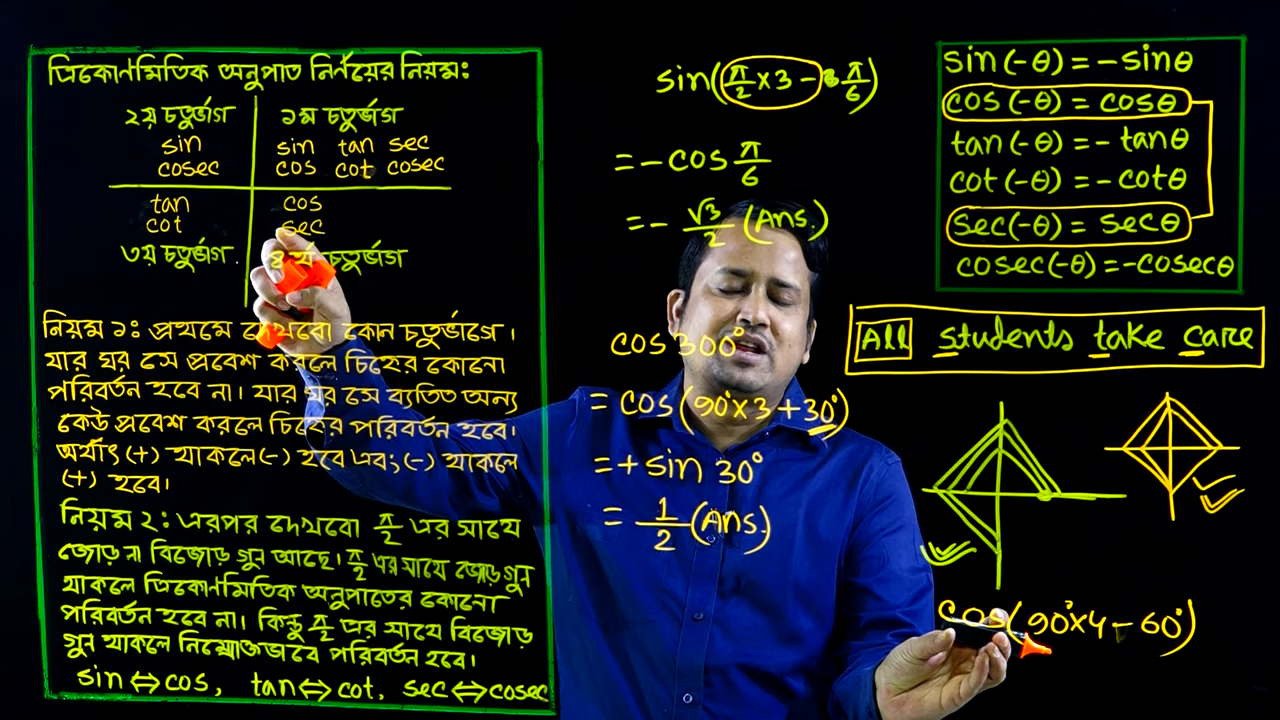 ত্রিকোণমিতিক অনুপাত নির্ণয়ের নিয়মঃ
২য় চতুর্ভাগ
sin
cosec
১ম চতুর্ভাগ
sin tan sec
cos cot cosec
tan
cot
৩য় চতুর্ভাগ
cos
sec
চতুর্ভাগ
নিয়ম ১ঃ প্রথমে দেখবো কোন চতুর্ভাগে।
যার ঘর সে প্রবেশ করলে চিহ্নের কোনো
পরিবর্তন হবে না। যার ঘর সে ব্যতিত অন্য
কেউ প্রবেশ করলে চিহ্নের পরিবর্তন হবে।
অর্থাৎ (+) থাকলে (-) হবে এবং (-) থাকলে
(+) হবে।
নিয়ম ২ঃ এরপর দেখবো π/2 এর সাথে
জোড় না বিজোড় গুন আছে। π/2 এর সাথে জোড় গুন
থাকলে ত্রিকোণমিতিক অনুপাতের কোনো
পরিবর্তন হবে না। কিন্তু π/2 এর সাথে বিজোড়
গুন থাকলে নিম্মোক্তভাবে পরিবর্তন হবে।
sin⇔cos, tan⇔cot, sec⇔cosec
sin(π/2×3 - π/6)
= - cos π/6
= - √3/2 (Ans.)
cos 300°
= cos(90°×3+30°)
= + sin 30°
= 1/2 (Ans.)
sin(-θ) = -sinθ
cos(-θ) = cosθ
tan(-θ) = -tanθ
cot(-θ) = -cotθ
sec(-θ) = secθ
cosec(-θ) = -cosecθ
All students take care
cos(90°×4-60°)